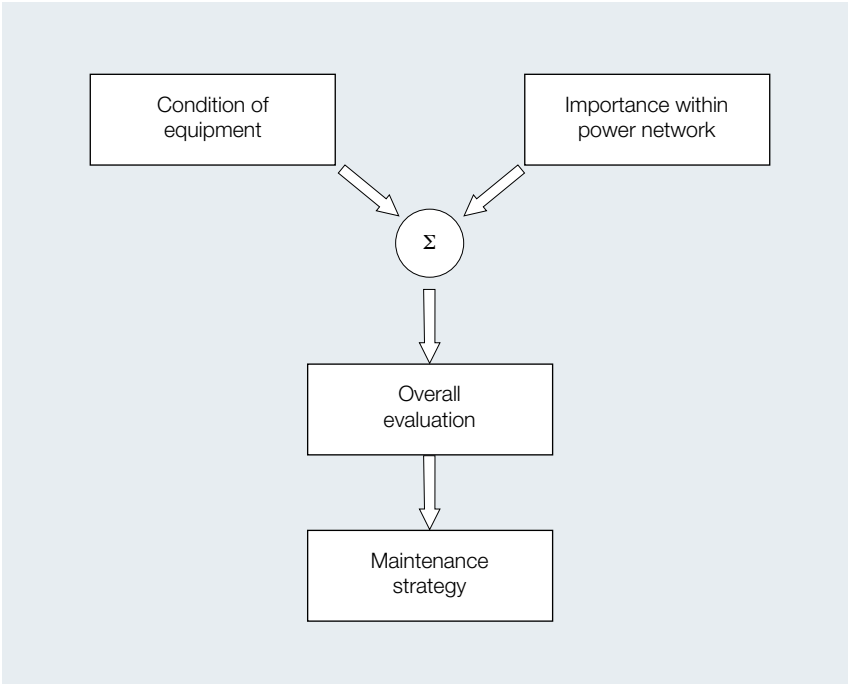 Condition of
equipment
Importance within
power network
Σ
Overall
evaluation
Maintenance
strategy